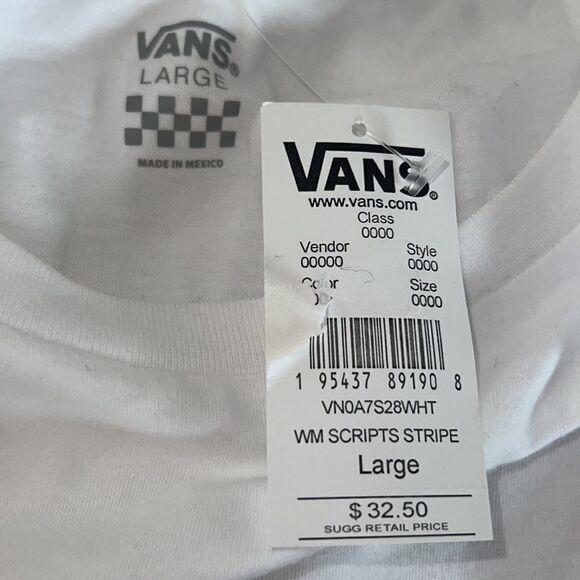 VANS
LARGE
MADE IN MEXICO
VANS
www.vans.com
Class
0000
Vendor Style
00000 0000
Color Size
0000
1 95437 89190 8
VN0A7S28WHT
WM SCRIPTS STRIPE
Large
$ 32.50
SUGG RETAIL PRICE